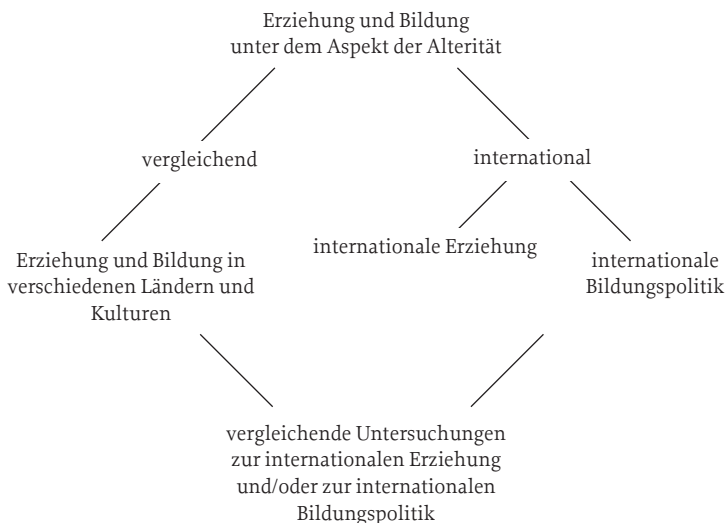 Erziehung und Bildung
unter dem Aspekt der Alterität
vergleichend
international
internationale Erziehung
Erziehung und Bildung in
verschiedenen Ländern und
Kulturen
internationale
Bildungspolitik
vergleichende Untersuchungen
zur internationalen Erziehung
und/oder zur internationalen
Bildungspolitik